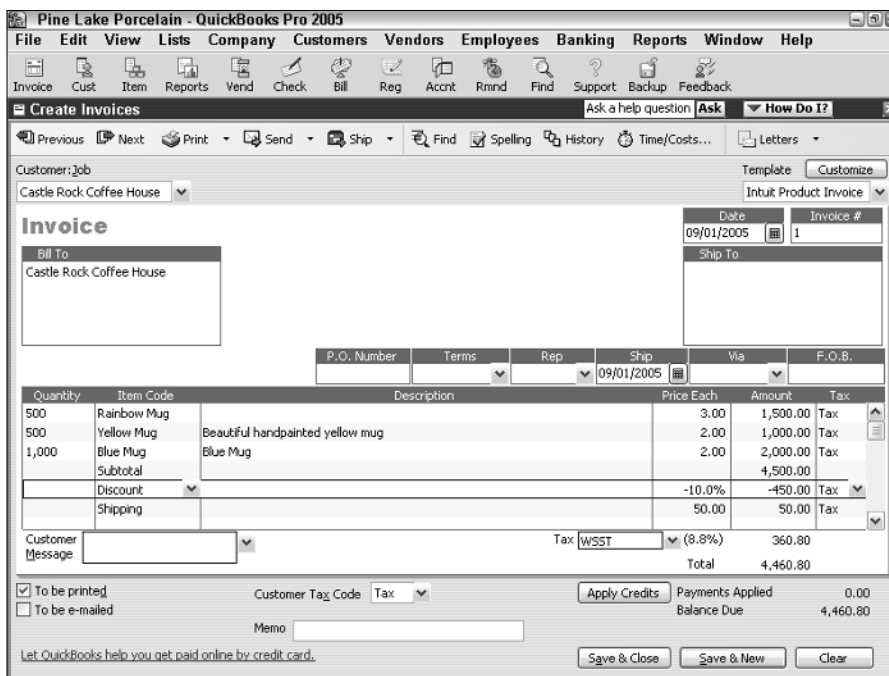 Pine Lake Porcelain - QuickBooks Pro 2005
File Edit View Lists Company Customers Vendors Employees Banking Reports Window Help
Invoice Cust Item Reports Vend Check Bill Reg Accnt Rmnd Find Support Backup Feedback
Create Invoices Ask a help question Ask How Do I?
Previous Next Print Send Ship Find Spelling History Time/Costs... Letters
Customer:Job Template Customize
Castle Rock Coffee House Intuit Product Invoice
Invoice
Date Invoice #
09/01/2005 1
Bill To Ship To
Castle Rock Coffee House
P.O. Number Terms Rep Ship Via F.O.B.
09/01/2005
Quantity Item Code Description Price Each Amount Tax
500 Rainbow Mug 3.00 1,500.00 Tax
500 Yellow Mug Beautiful handpainted yellow mug 2.00 1,000.00 Tax
1,000 Blue Mug Blue Mug 2.00 2,000.00 Tax
Subtotal 4,500.00
Discount -10.0% -450.00 Tax
Shipping 50.00 50.00 Tax
Customer Message Tax WSST (8.8%) 360.80
Total 4,460.80
To be printed Customer Tax Code Tax Apply Credits Payments Applied 0.00
To be e-mailed Balance Due 4,460.80
Memo
Let QuickBooks help you get paid online by credit card. Save & Close Save & New Clear